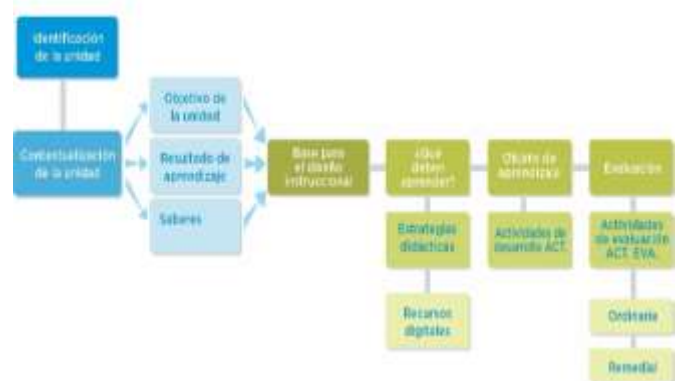 Identificación
de la unidad
Contextualización
de la unidad
Objetivo de
la unidad
Resultado de
aprendizaje
Saberes
Base para
el diseño
instruccional
¿Qué
deben
aprender?
Objeto de
aprendizaje
Evaluación
Estrategias
didácticas
Actividades de
desarrollo ACT.
Actividades
de evaluación
ACT. EVA.
Recursos
digitales
Ordinaria
Remedial